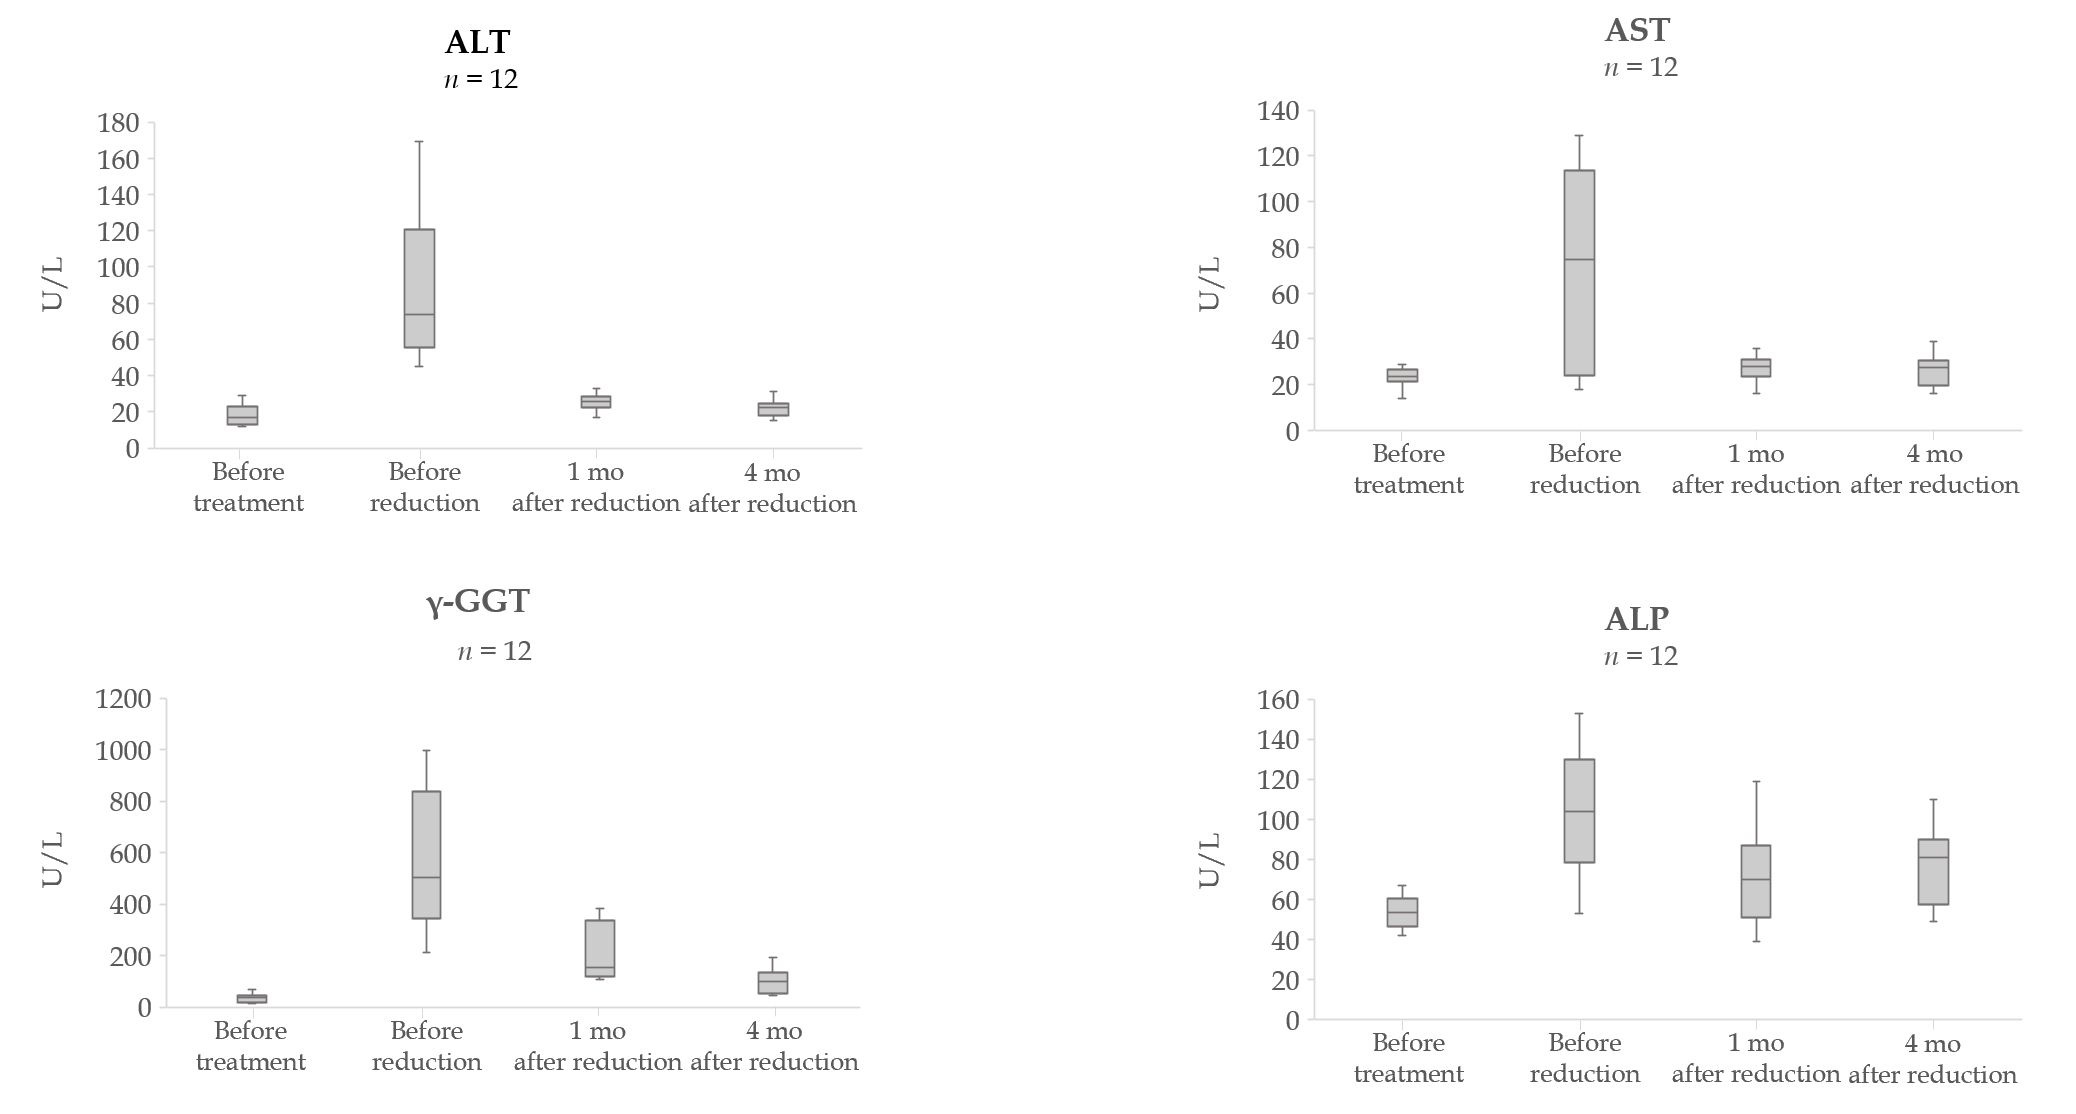 ALT
n = 12
180
160
140
120
100
80
60
40
20
0
U/L
Before treatment
Before reduction
1 mo after reduction
4 mo after reduction
AST
n = 12
140
120
100
80
60
40
20
0
U/L
Before treatment
Before reduction
1 mo after reduction
4 mo after reduction
γ-GGT
n = 12
1200
1000
800
600
400
200
0
U/L
Before treatment
Before reduction
1 mo after reduction
4 mo after reduction
ALP
n = 12
160
140
120
100
80
60
40
20
0
U/L
Before treatment
Before reduction
1 mo after reduction
4 mo after reduction